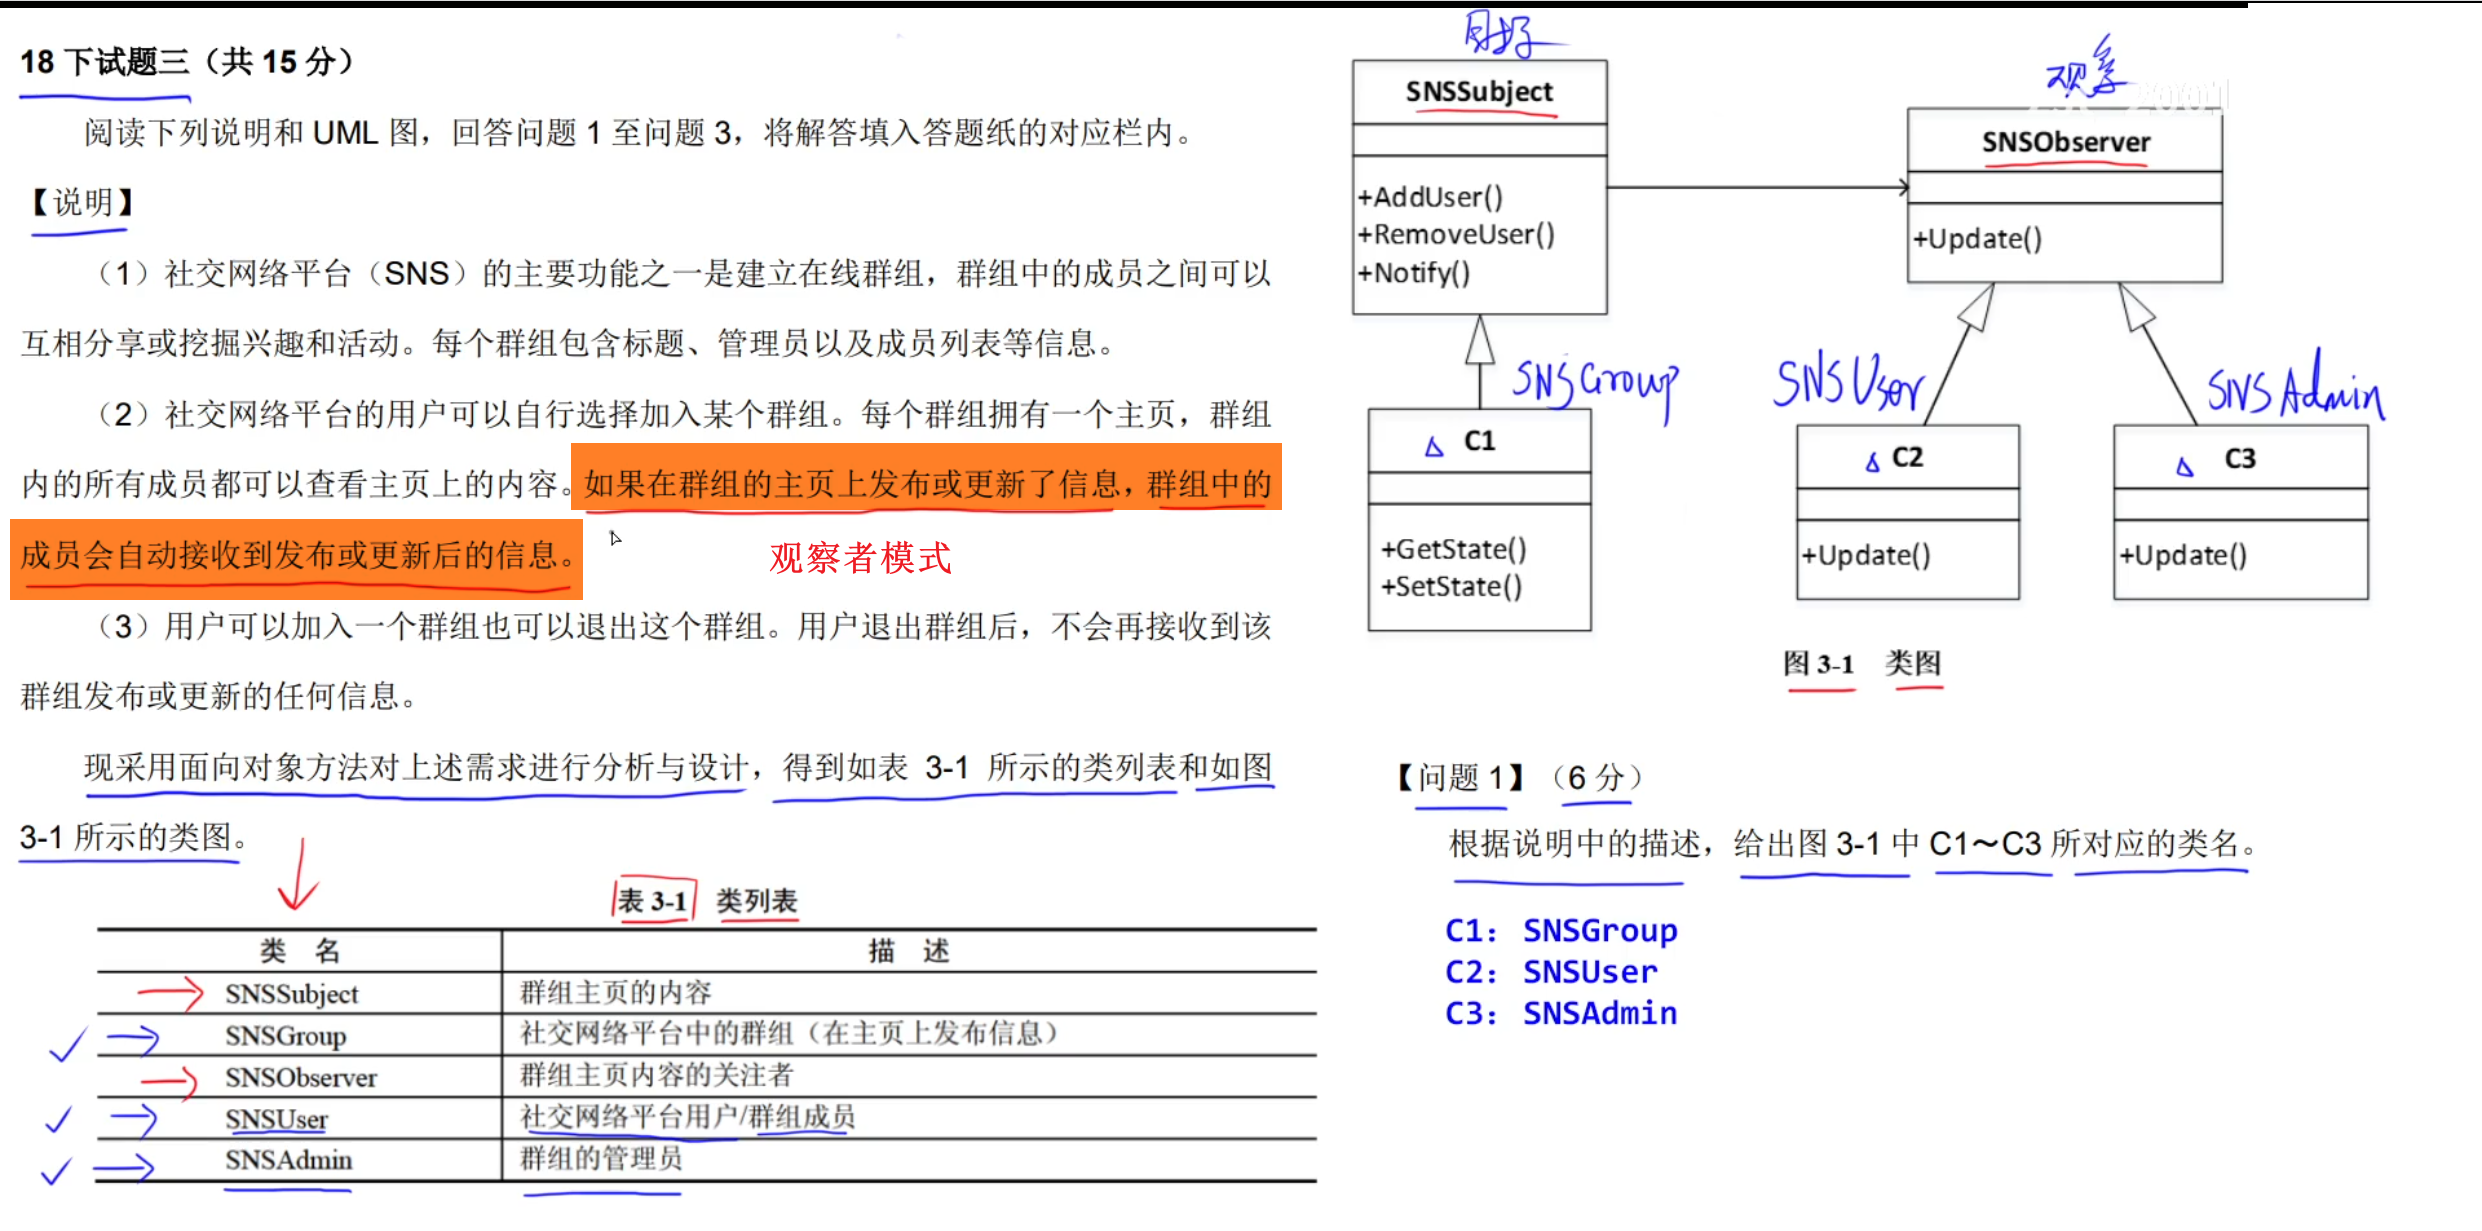 18 下试题三（共 15 分）
阅读下列说明和 UML 图，回答问题 1 至问题 3，将解答填入答题纸的对应栏内。
【说明】
（1）社交网络平台（SNS）的主要功能之一是建立在线群组，群组中的成员之间可以
互相分享或挖掘兴趣和活动。每个群组包含标题、管理员以及成员列表等信息。
（2）社交网络平台的用户可以自行选择加入某个群组。每个群组拥有一个主页，群组
内的所有成员都可以查看主页上的内容。如果在群组的主页上发布或更新了信息，群组中的
成员会自动接收到发布或更新后的信息。
观察者模式
（3）用户可以加入一个群组也可以退出这个群组。用户退出群组后，不会再接收到该
群组发布或更新的任何信息。
现采用面向对象方法对上述需求进行分析与设计，得到如表 3-1 所示的类列表和如图
3-1 所示的类图。
表 3-1 类列表
类 名 描 述
SNSSubject 群组主页的内容
SNSGroup 社交网络平台中的群组（在主页上发布信息）
SNSObserver 群组主页内容的关注者
SNSUser 社交网络平台用户/群组成员
SNSAdmin 群组的管理员
SNSSubject
+AddUser()
+RemoveUser()
+Notify()
SNSObserver
+Update()
SNSGroup
SNSUser
SNSAdmin
C1
+GetState()
+SetState()
C2
+Update()
C3
+Update()
图 3-1 类图
【问题 1】（6 分）
根据说明中的描述，给出图 3-1 中 C1～C3 所对应的类名。
C1： SNSGroup
C2： SNSUser
C3： SNSAdmin